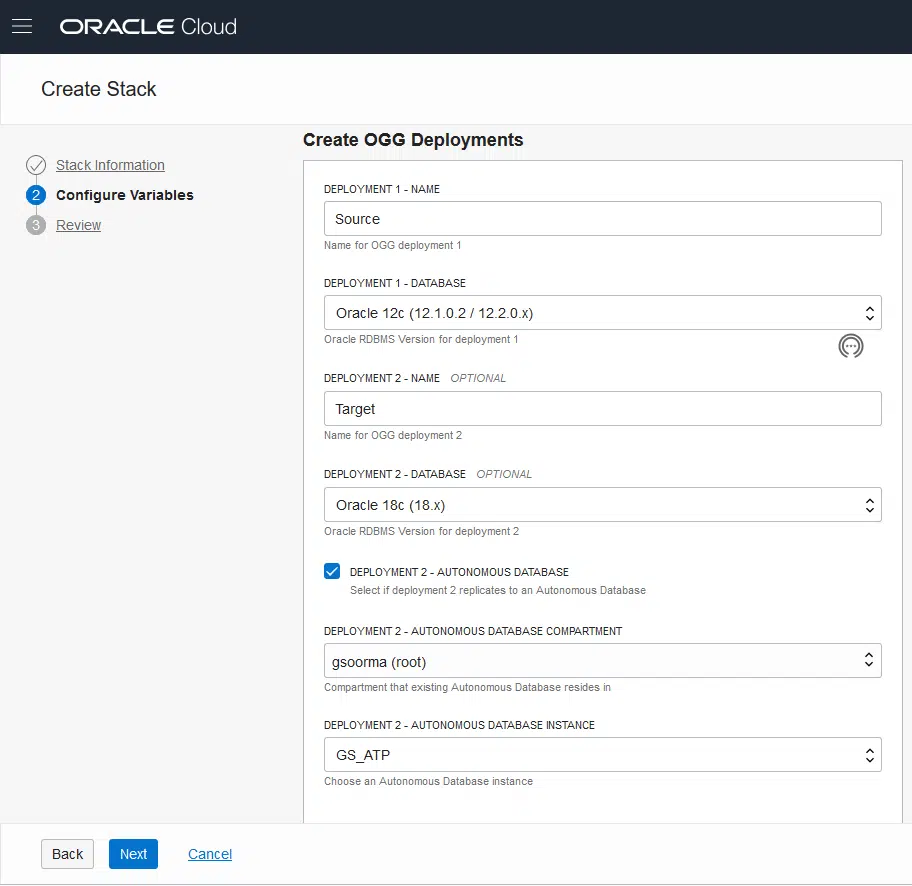 ORACLE Cloud
Create Stack
Stack Information
2 Configure Variables
3 Review
Create OGG Deployments
DEPLOYMENT 1 - NAME
Source
Name for OGG deployment 1
DEPLOYMENT 1 - DATABASE
Oracle 12c (12.1.0.2 / 12.2.0.x)
Oracle RDBMS Version for deployment 1
DEPLOYMENT 2 - NAME OPTIONAL
Target
Name for OGG deployment 2
DEPLOYMENT 2 - DATABASE OPTIONAL
Oracle 18c (18.x)
Oracle RDBMS Version for deployment 2
DEPLOYMENT 2 - AUTONOMOUS DATABASE
Select if deployment 2 replicates to an Autonomous Database
DEPLOYMENT 2 - AUTONOMOUS DATABASE COMPARTMENT
gsoorma (root)
Compartment that existing Autonomous Database resides in
DEPLOYMENT 2 - AUTONOMOUS DATABASE INSTANCE
GS_ATP
Choose an Autonomous Database instance
Back Next Cancel